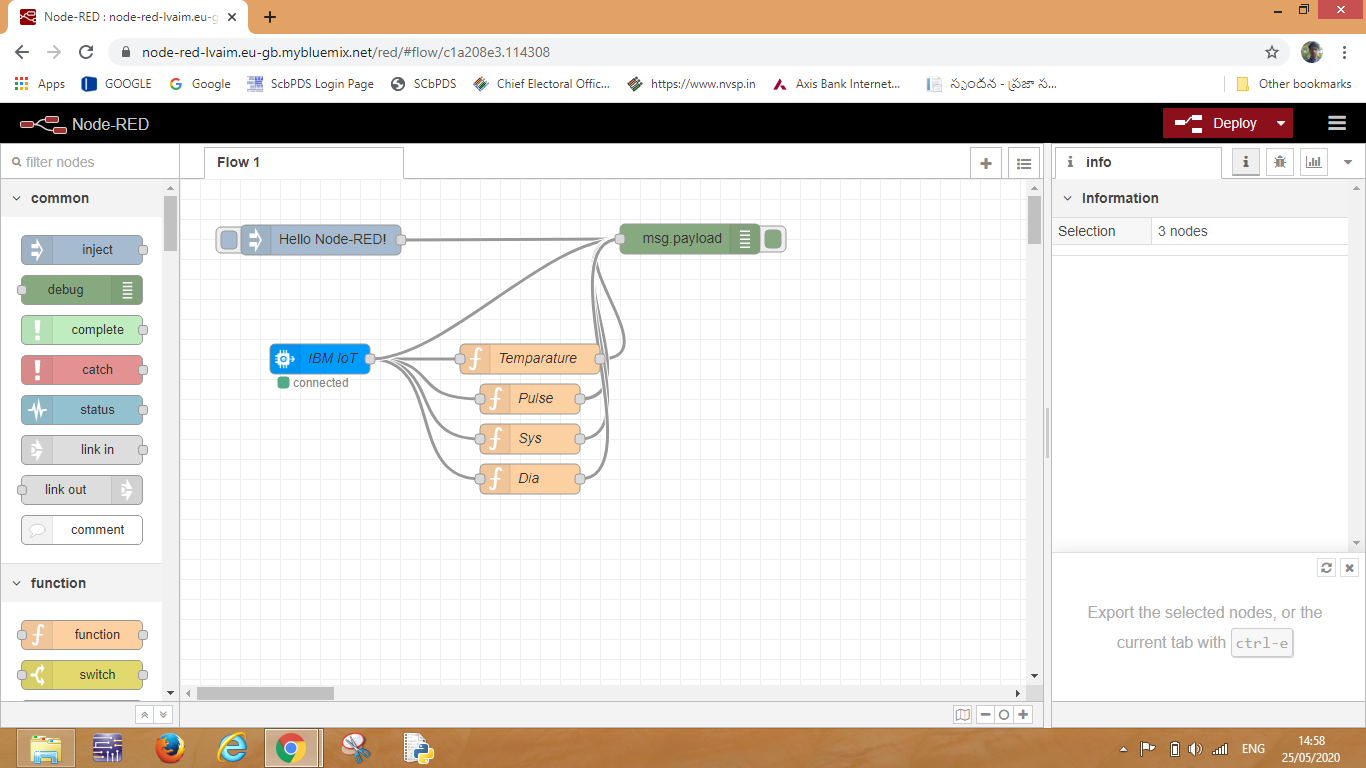 Node-RED : node-red-lvaim.eu-g
node-red-lvaim.eu-gb.mybluemix.net/red/#flow/c1a208e3.114308
Apps GOOGLE Google ScbPDS Login Page SCbPDS Chief Electoral Offic... https://www.nvsp.in Axis Bank Internet... స్పందన - ప్రజా స... Other bookmarks
Node-RED Deploy
filter nodes Flow 1 info
common
Information
Selection 3 nodes
inject
debug
complete
catch
status
link in
link out
comment
function
function
switch
Hello Node-RED! msg.payload
IBM IoT Temparature
connected
Pulse
Sys
Dia
Export the selected nodes, or the
current tab with ctrl-e
ENG 14:58
25/05/2020